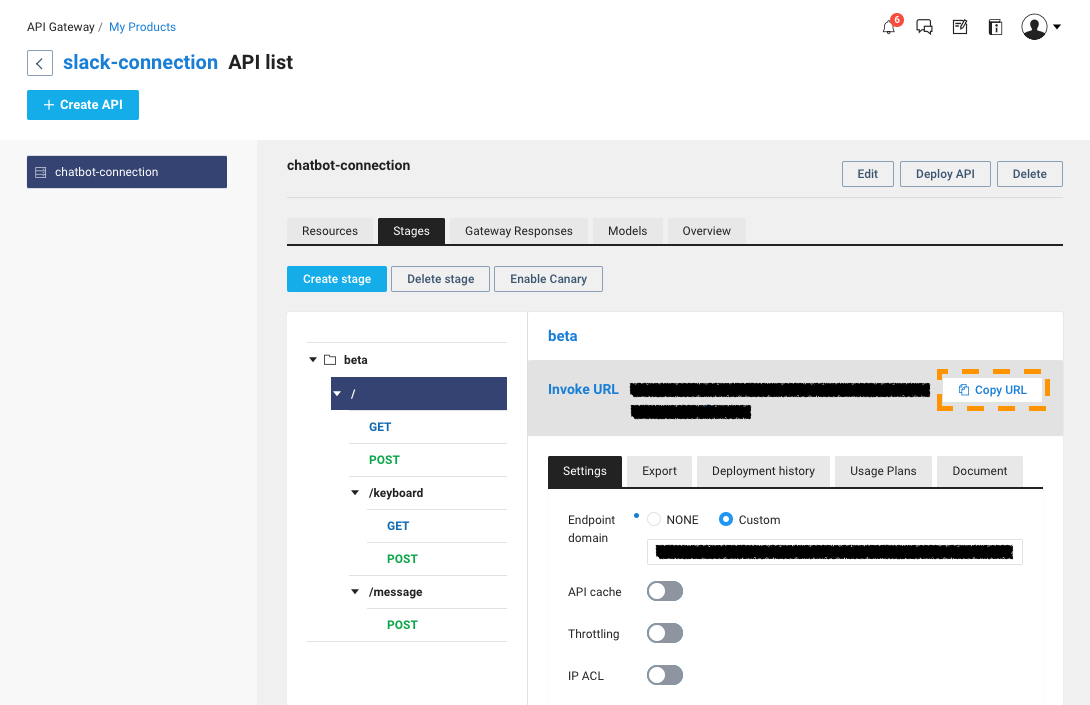 API Gateway / My Products
6
slack-connection API list
+ Create API
chatbot-connection
chatbot-connection
Edit
Deploy API
Delete
Resources
Stages
Gateway Responses
Models
Overview
Create stage
Delete stage
Enable Canary
beta
/
GET
POST
/keyboard
GET
POST
/message
POST
beta
Invoke URL
Copy URL
Settings
Export
Deployment history
Usage Plans
Document
Endpoint
domain
NONE
Custom
API cache
Throttling
IP ACL